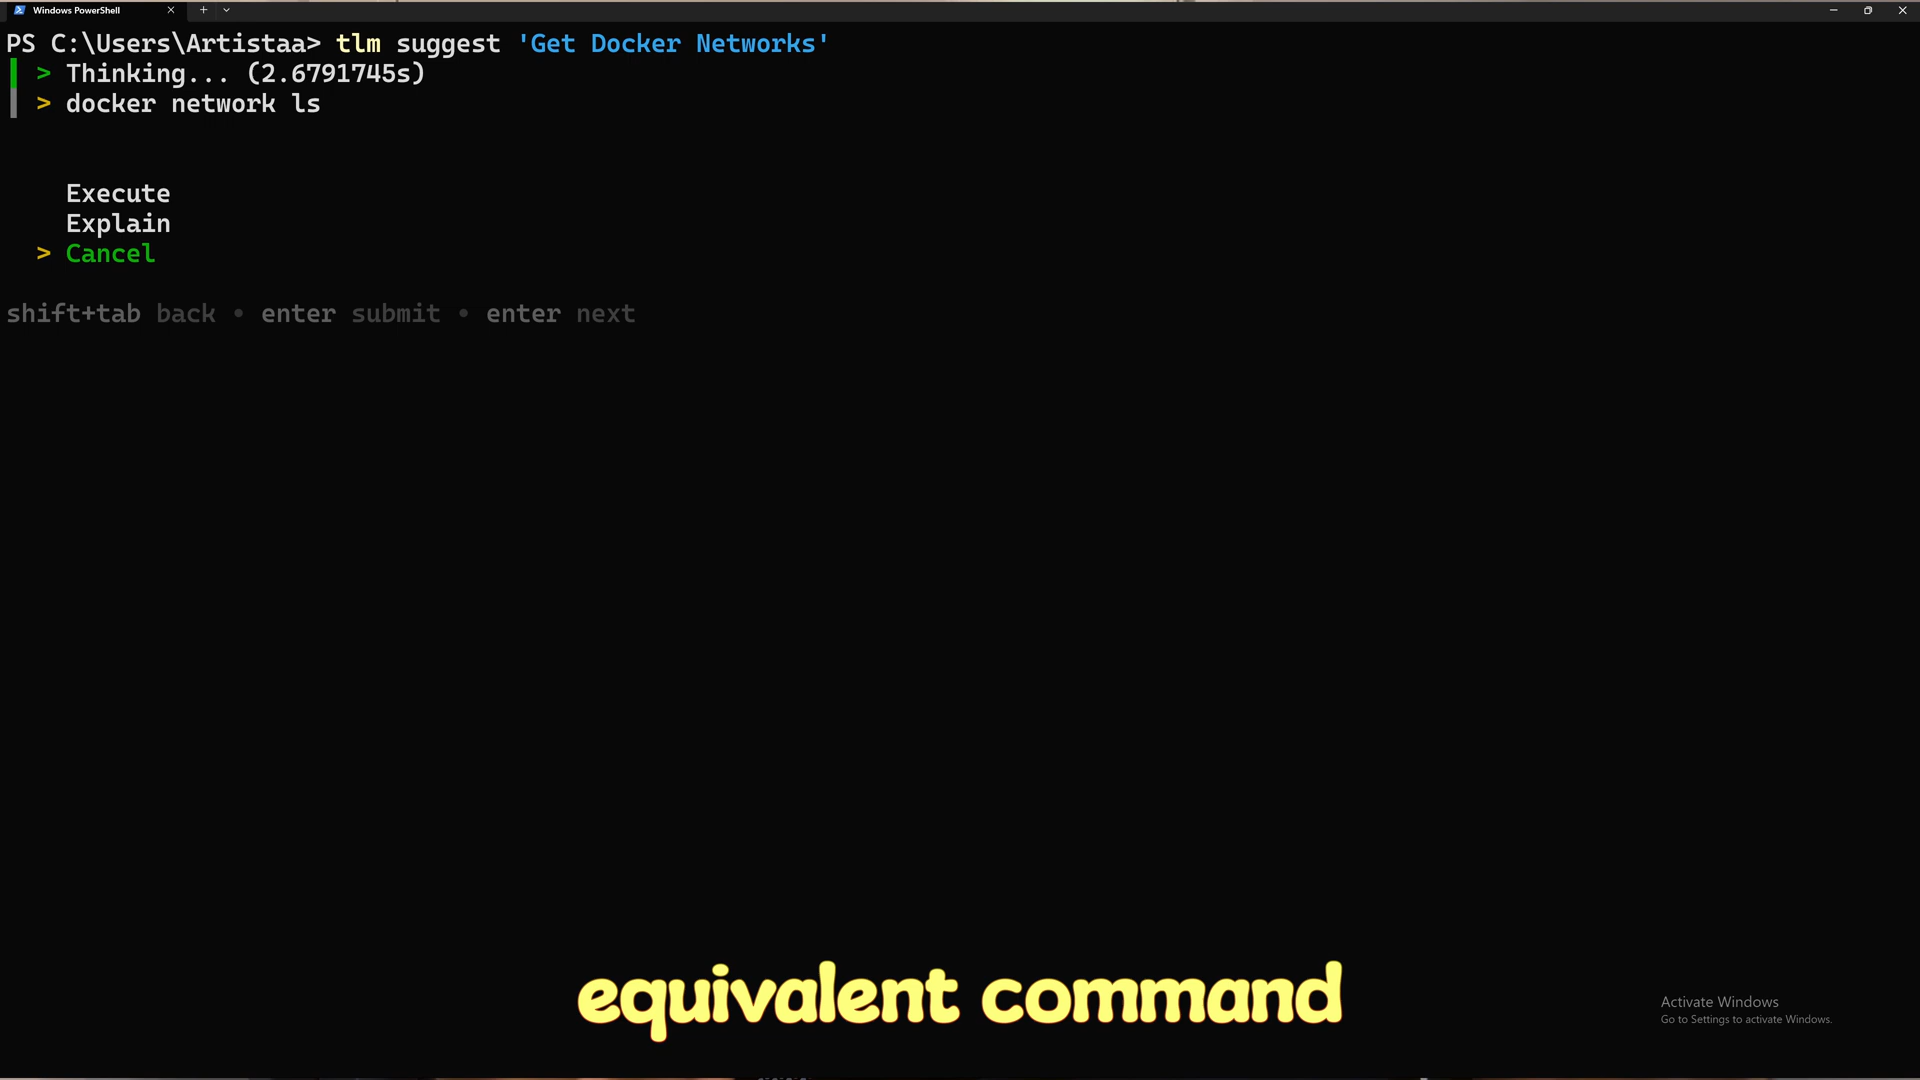 Windows PowerShell
PS C:\Users\Artistaa> tlm suggest 'Get Docker Networks'
> Thinking... (2.6791745s)
> docker network ls
Execute
Explain
> Cancel
shift+tab back • enter submit • enter next
equivalent command
Activate Windows
Go to Settings to activate Windows.